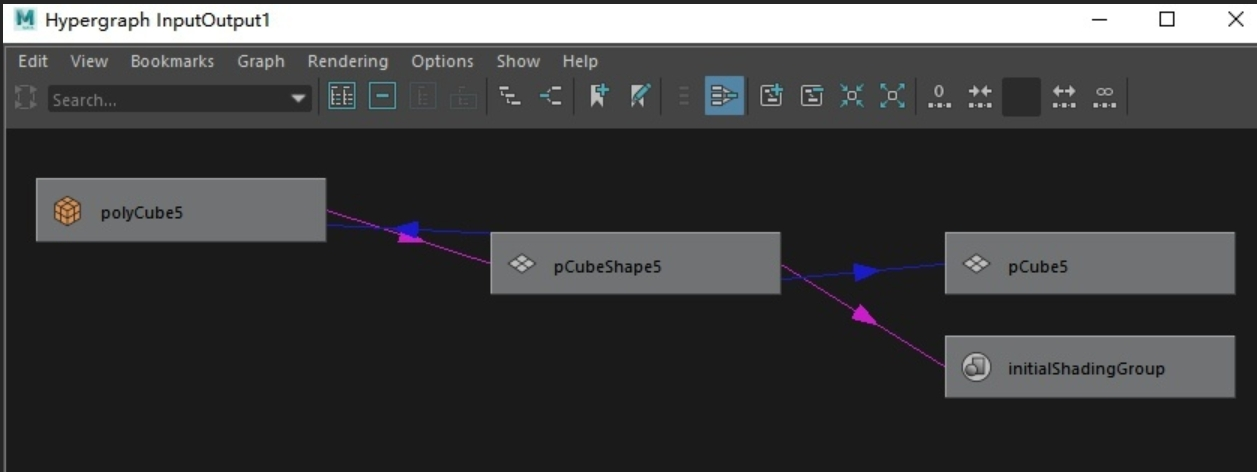 Hypergraph InputOutput1
Edit View Bookmarks Graph Rendering Options Show Help
Search...
0 ∞
polyCube5
pCubeShape5
pCube5
initialShadingGroup